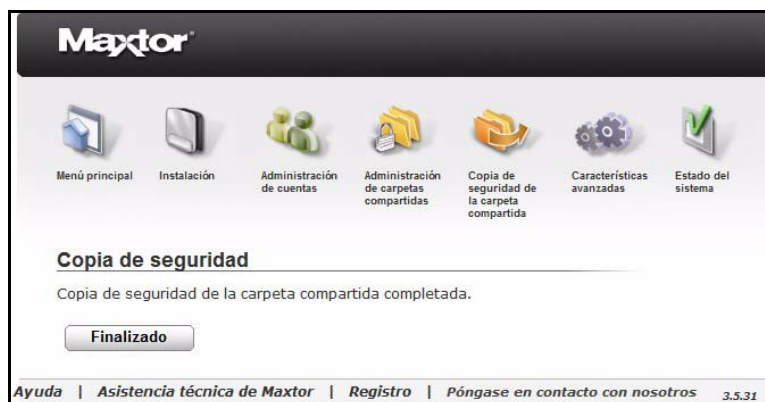 Maxtor
Menú principal
Instalación
Administración
de cuentas
Administración
de carpetas
compartidas
Copia de
seguridad de
la carpeta
compartida
Características
avanzadas
Estado del
sistema
Copia de seguridad
Copia de seguridad de la carpeta compartida completada.
Finalizado
Ayuda | Asistencia técnica de Maxtor | Registro | Póngase en contacto con nosotros 3.5.31